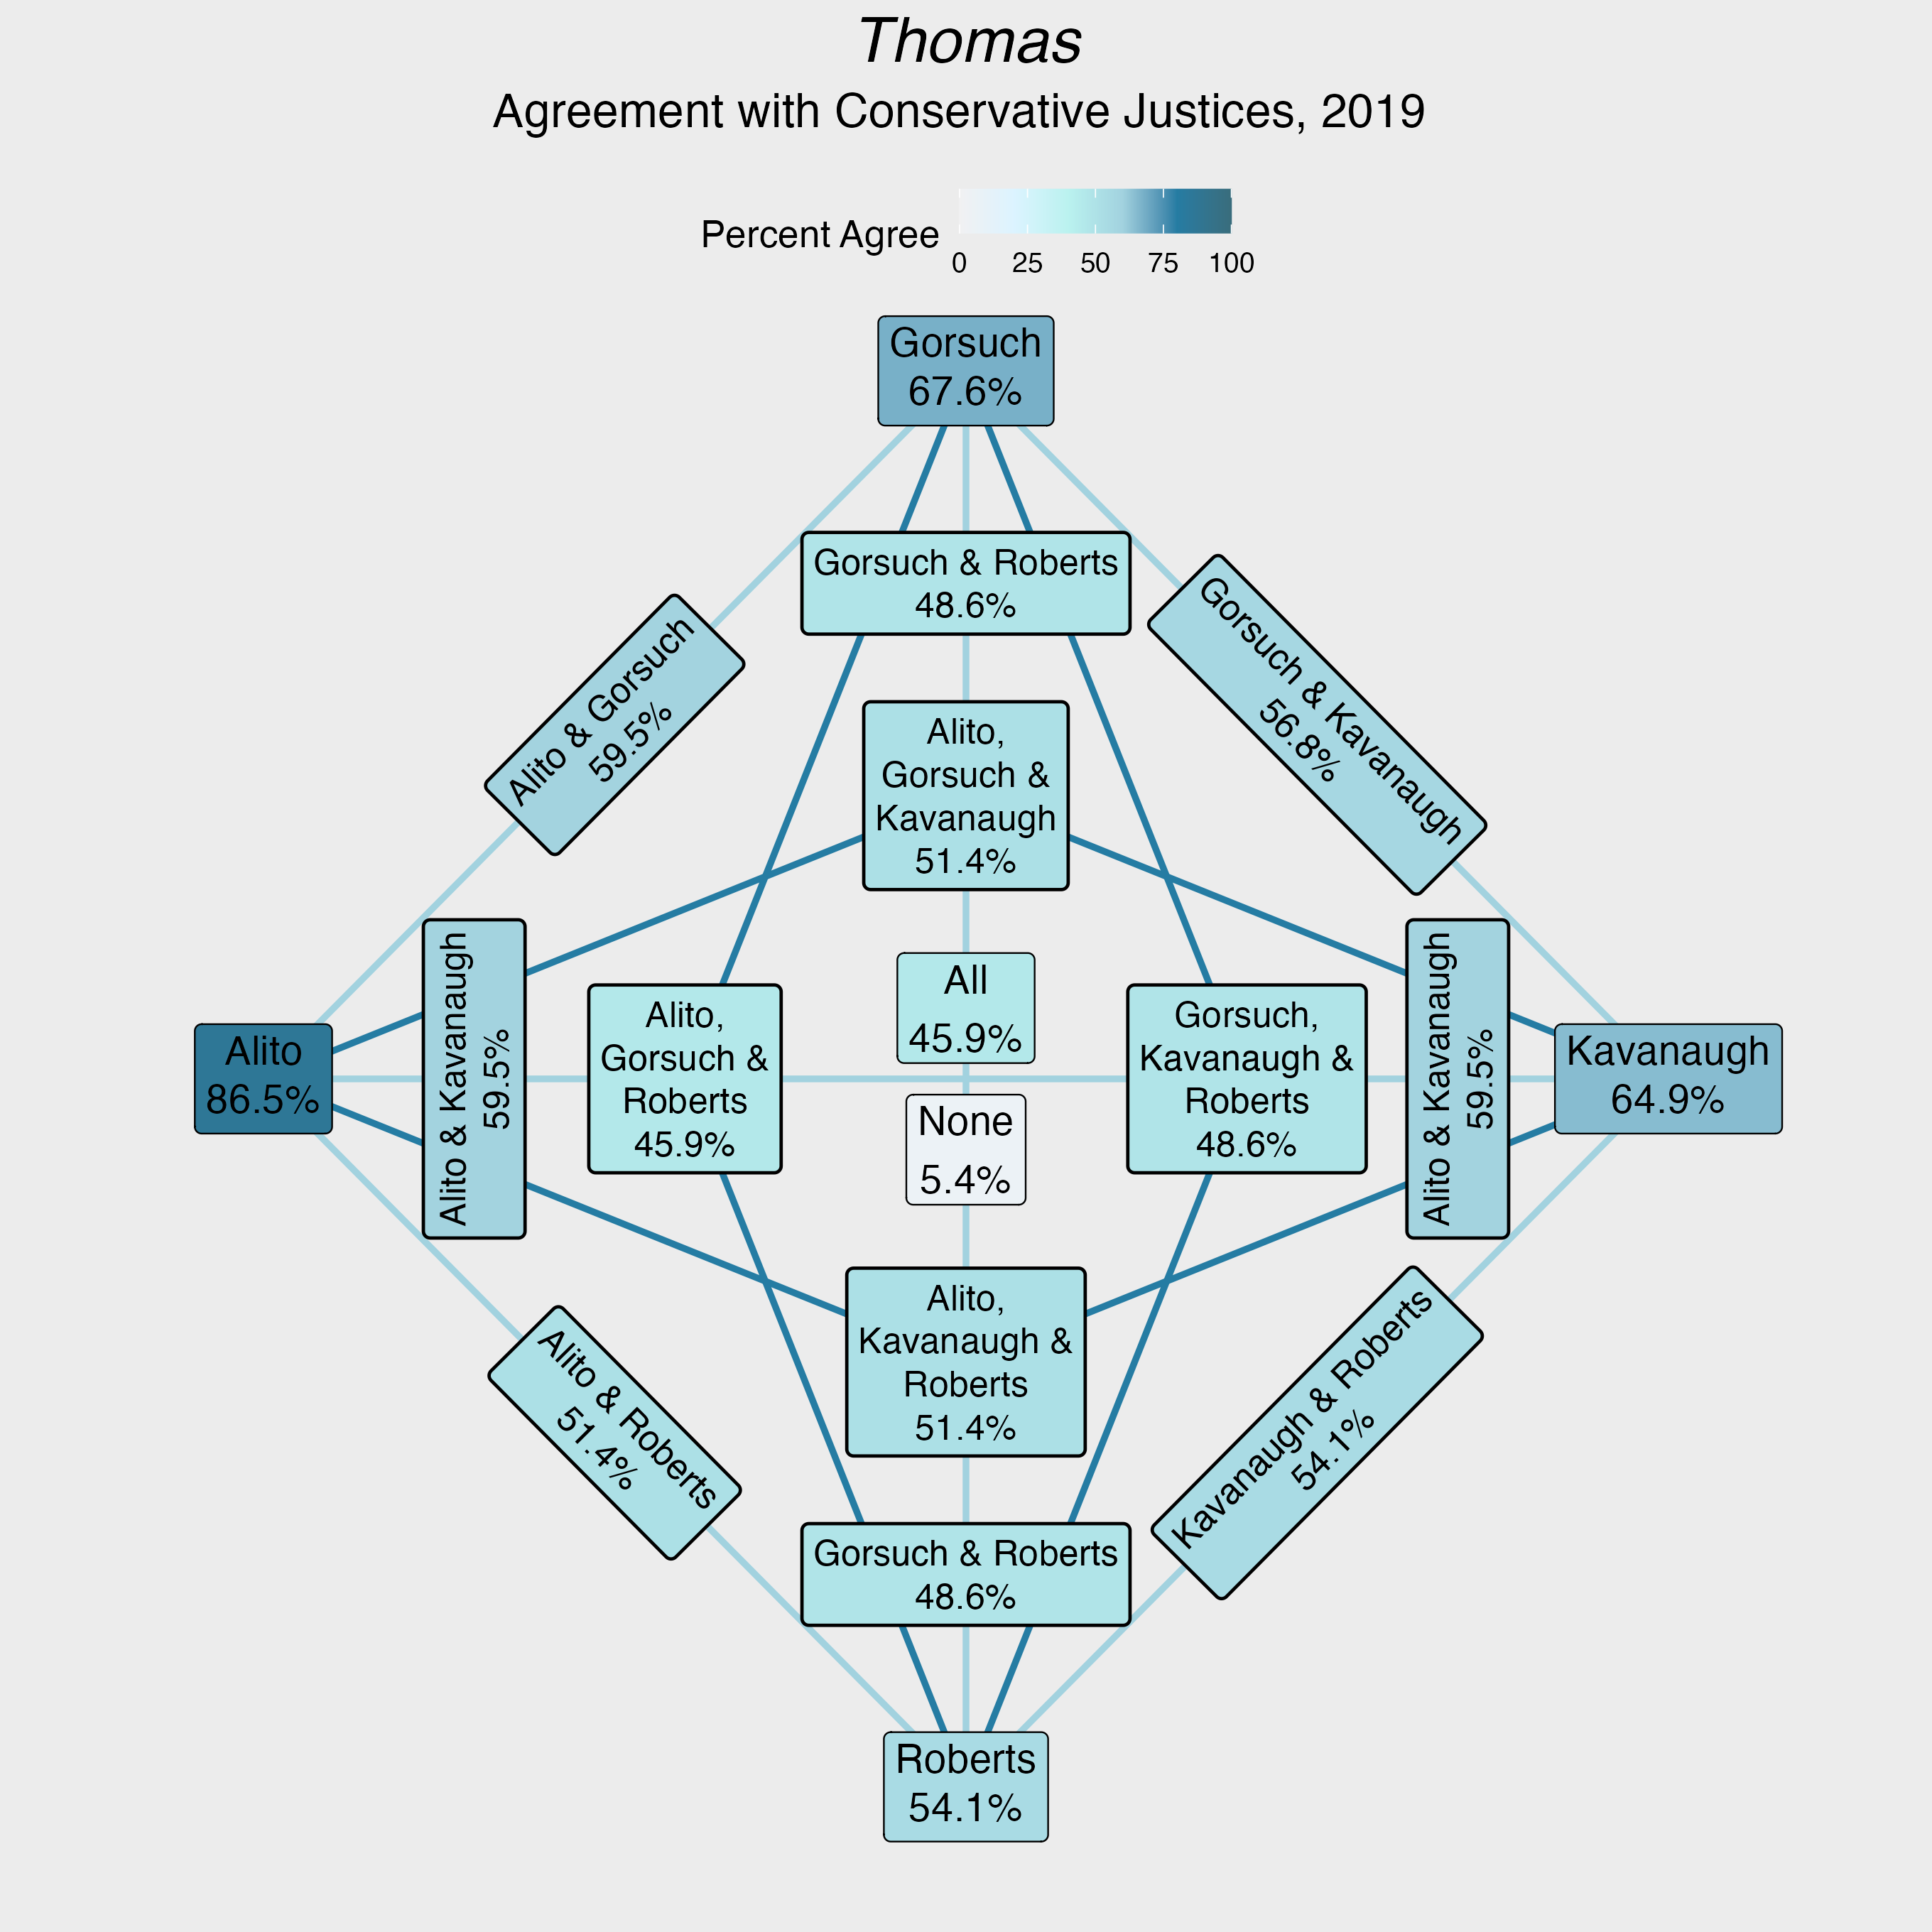 Thomas
Agreement with Conservative Justices, 2019
Percent Agree
0 25 50 75 100
Gorsuch
67.6%
Gorsuch & Roberts
48.6%
Alito & Gorsuch
59.5%
Gorsuch & Kavanaugh
56.8%
Alito,
Gorsuch &
Kavanaugh
51.4%
Alito
86.5%
Alito & Kavanaugh
59.5%
Alito,
Gorsuch &
Roberts
45.9%
All
45.9%
None
5.4%
Gorsuch,
Kavanaugh &
Roberts
48.6%
Alito & Kavanaugh
59.5%
Kavanaugh
64.9%
Alito,
Kavanaugh &
Roberts
51.4%
Alito & Roberts
51.4%
Kavanaugh & Roberts
54.1%
Gorsuch & Roberts
48.6%
Roberts
54.1%